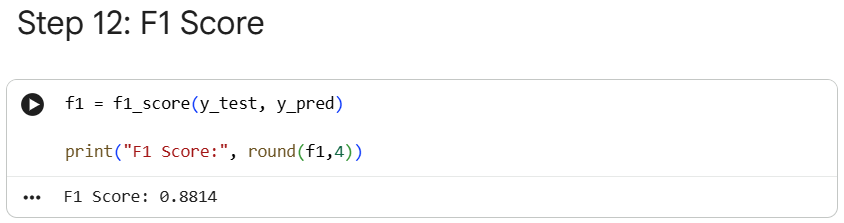 Step 12: F1 Score
f1 = f1_score(y_test, y_pred)
print("F1 Score:", round(f1,4))
F1 Score: 0.8814